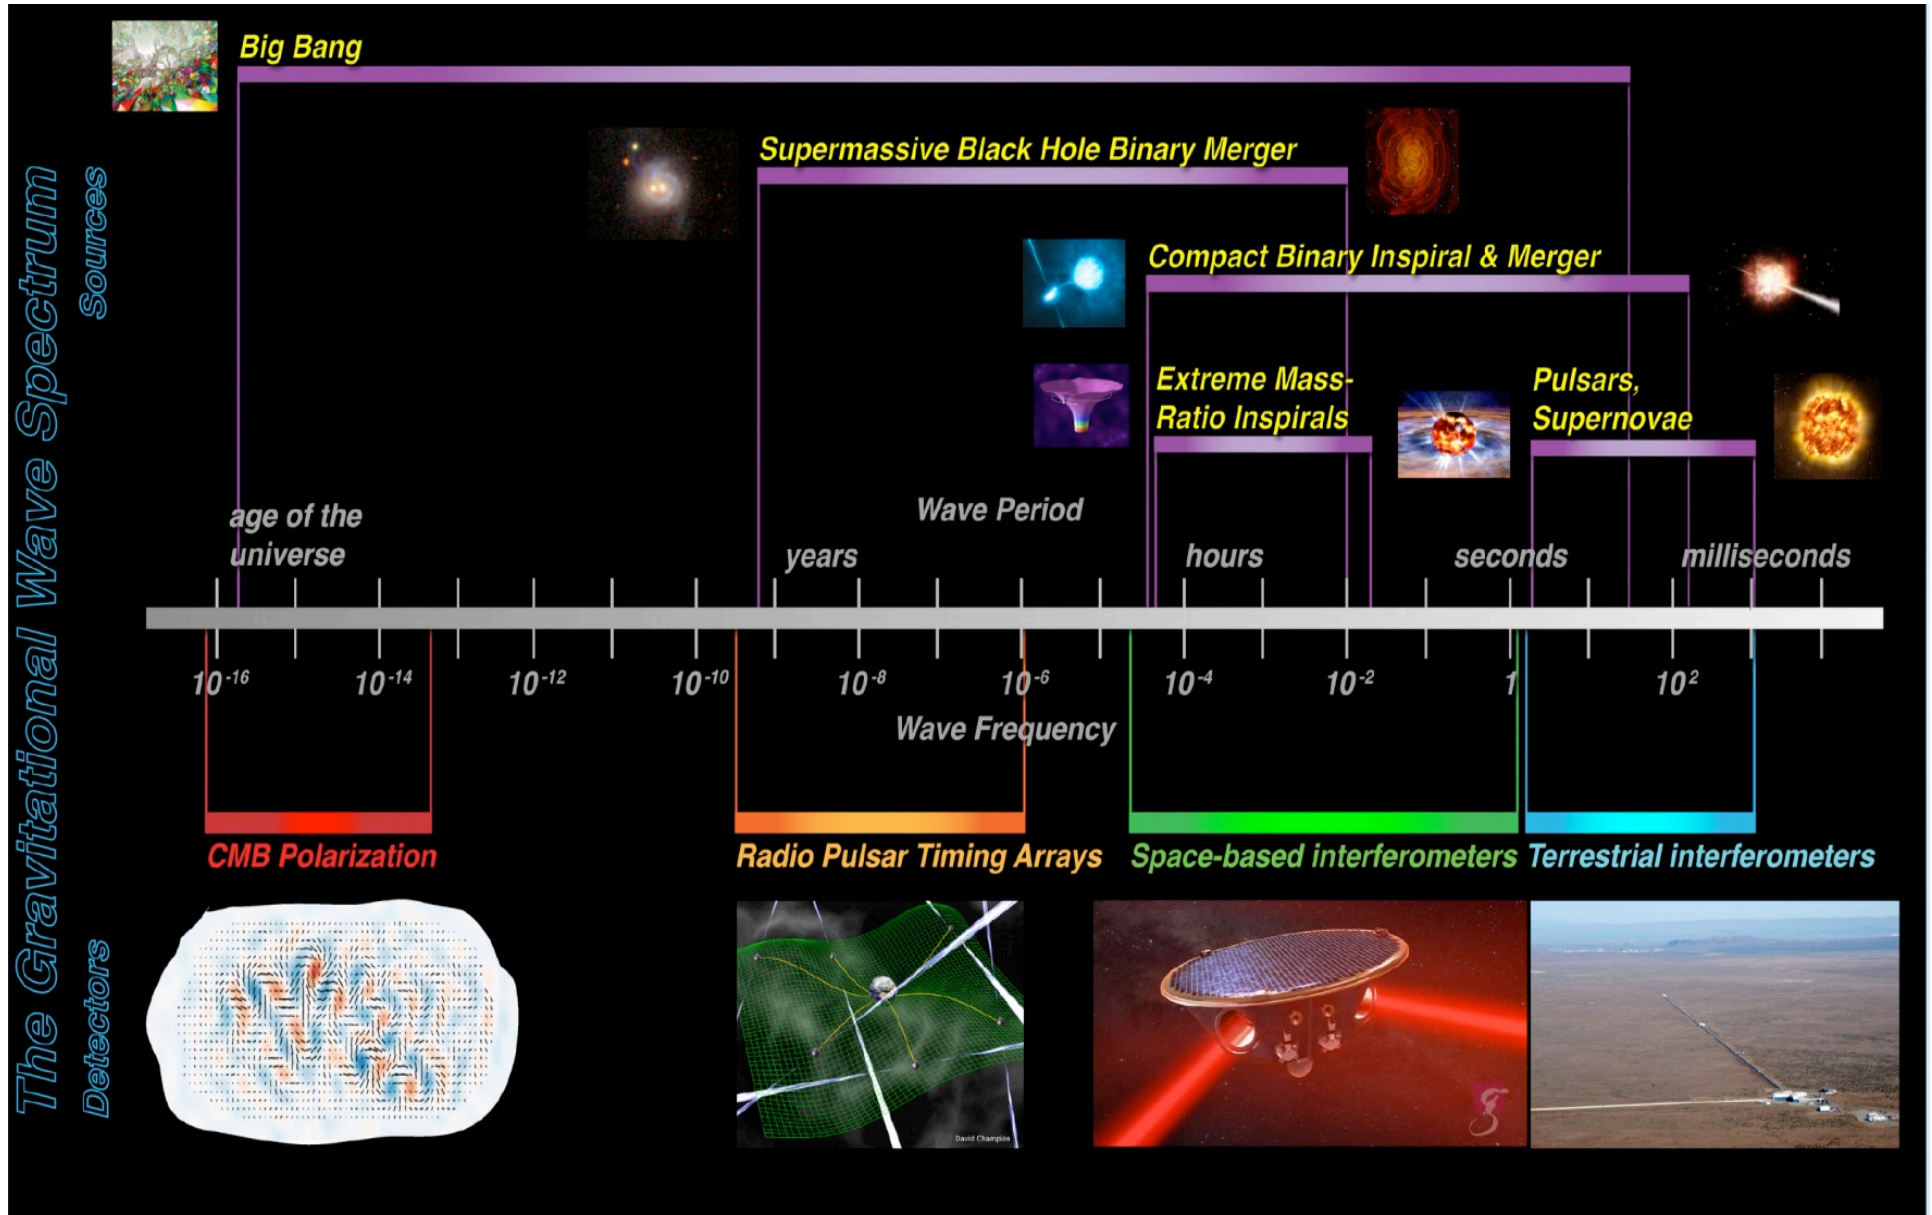 The Gravitational Wave Spectrum
Sources
Detectors
Big Bang
Supermassive Black Hole Binary Merger
Compact Binary Inspiral & Merger
Extreme Mass-
Ratio Inspirals
Pulsars,
Supernovae
age of the
universe
Wave Period
years
hours
seconds
milliseconds
10⁻¹⁶
10⁻¹⁴
10⁻¹²
10⁻¹⁰
10⁻⁸
10⁻⁶
10⁻⁴
10⁻²
1
10²
Wave Frequency
CMB Polarization
Radio Pulsar Timing Arrays
Space-based interferometers
Terrestrial interferometers
David Champion